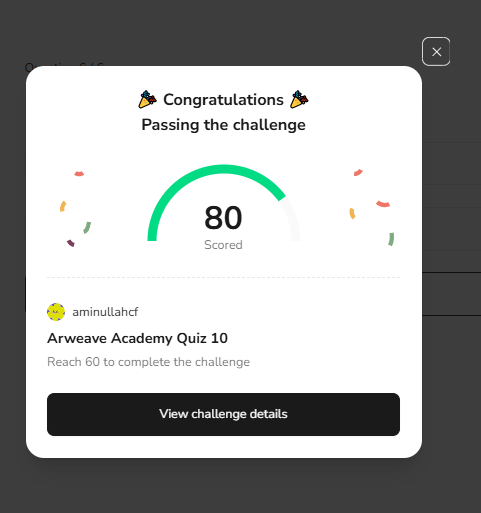 Congratulations
Passing the challenge
80
Scored
aminullahcf
Arweave Academy Quiz 10
Reach 60 to complete the challenge
View challenge details